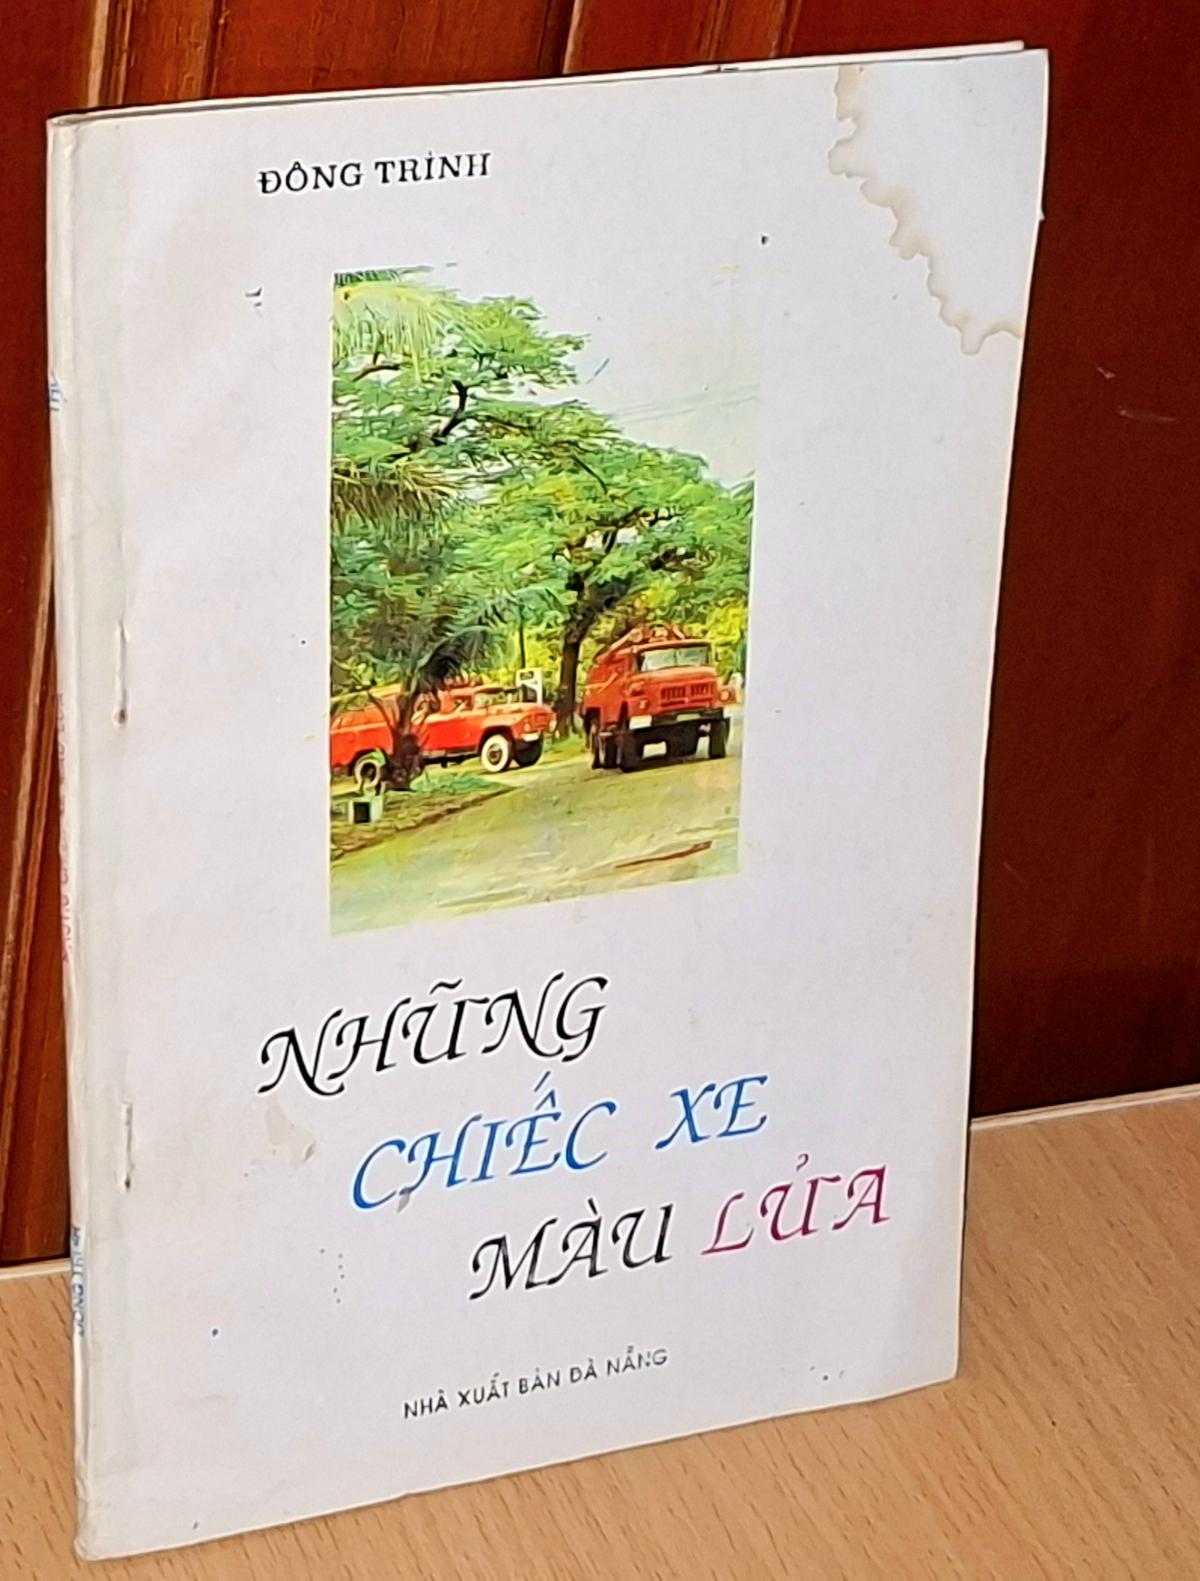 ĐÔNG TRÌNH
NHỮNG
CHIẾC XE
MÀU LỬA
NHÀ XUẤT BẢN ĐÀ NẴNG